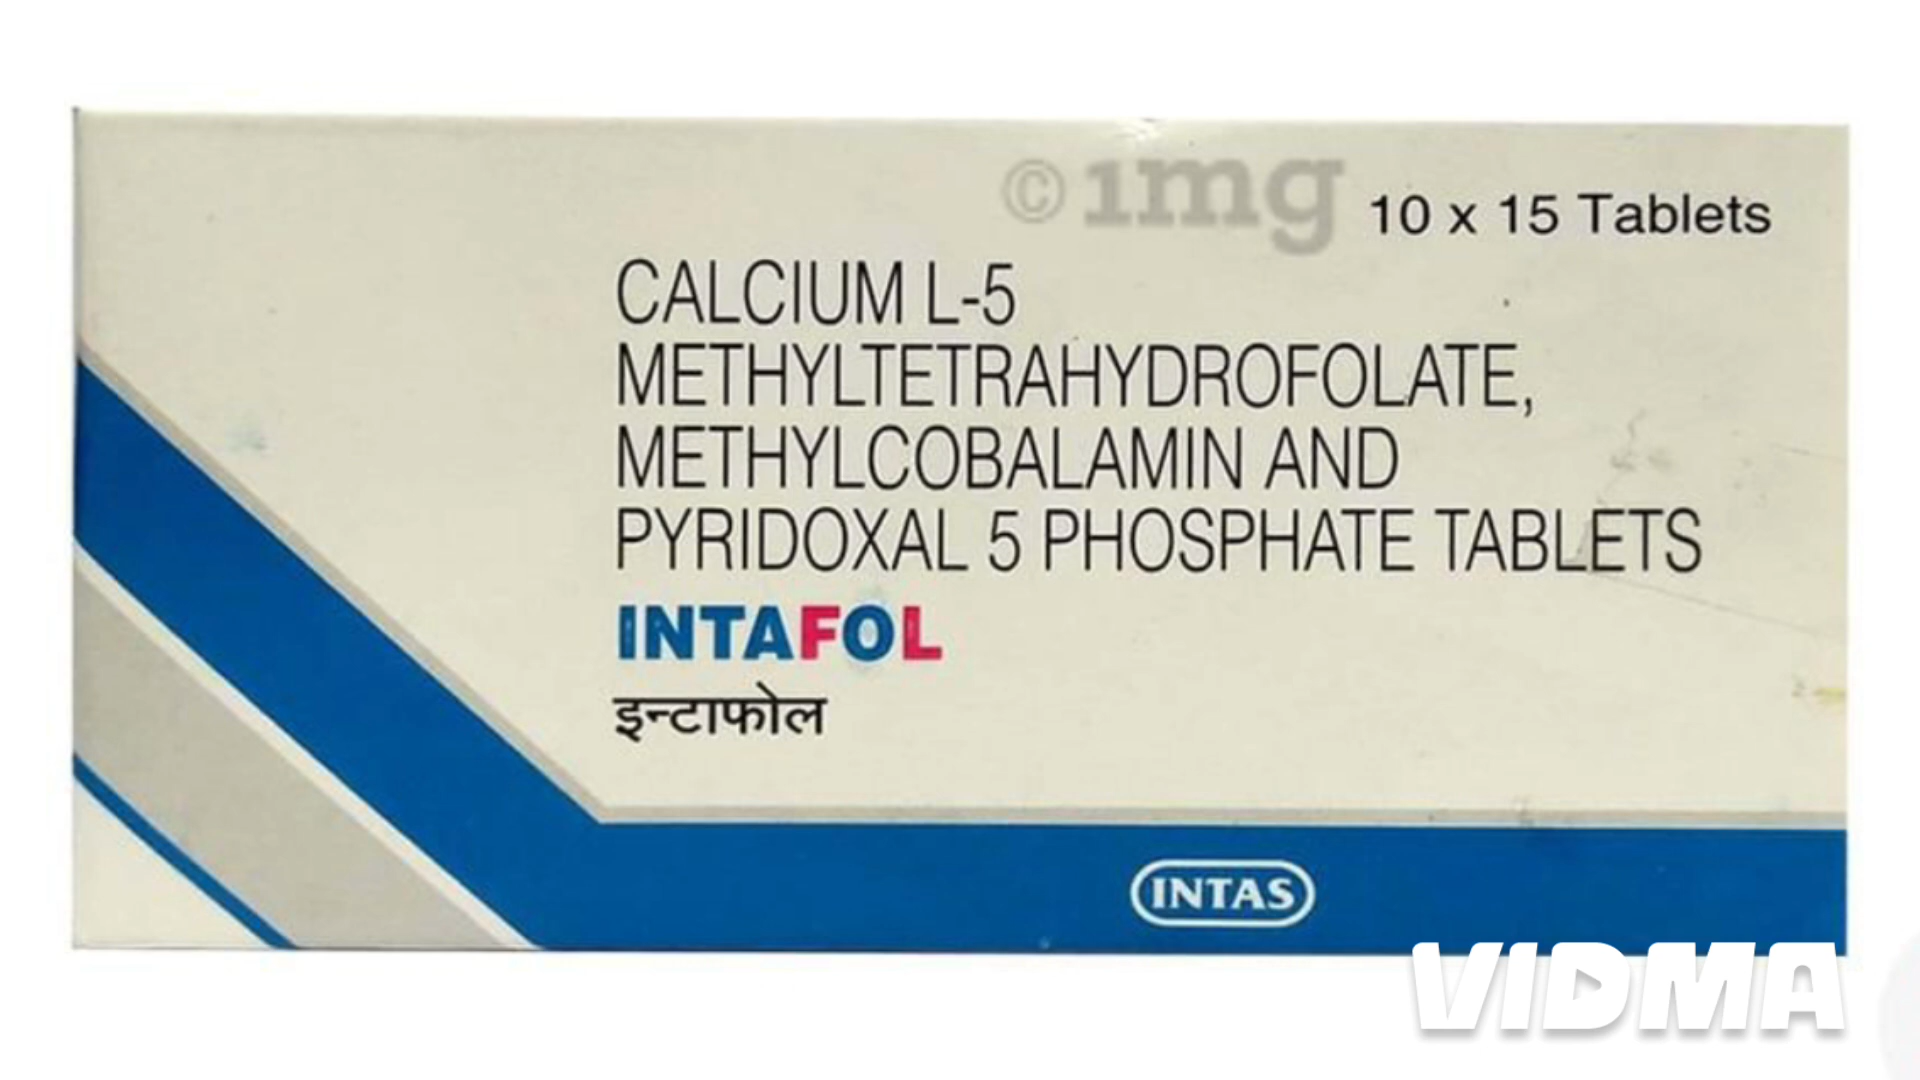 ©1mg
10 x 15 Tablets
CALCIUM L-5
METHYLTETRAHYDROFOLATE,
METHYLCOBALAMIN AND
PYRIDOXAL 5 PHOSPHATE TABLETS
INTAFOL
इन्टाफोल
INTAS
VIDMA